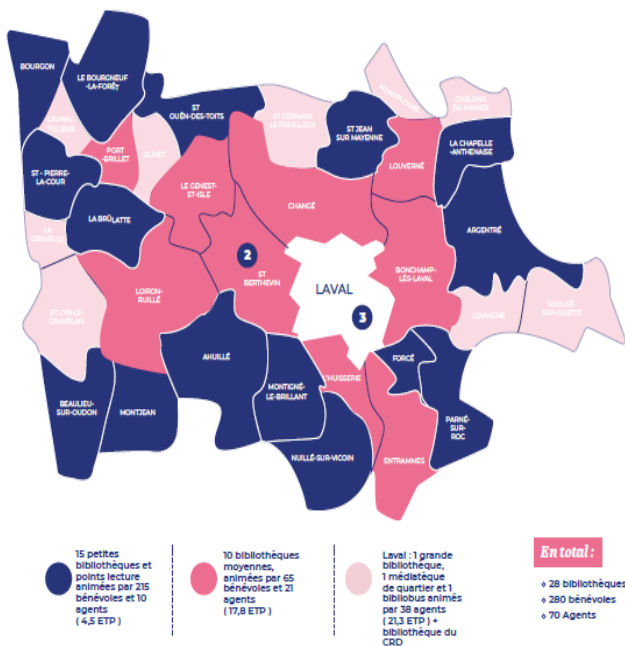 BOURGON
LE BOURGNEUF
-LA-FORÊT
LAUNAY-
VILLIERS
PORT
-BRILLET
OLIVET
ST
OUËN-DES-TOITS
ST GERMAIN
LE FOUILLOUX
ST JEAN
SUR MAYENNE
MONTFLOURS
CHÂLONS
DU MAINES
LOUVERNÉ
LA CHAPELLE
-ANTHENAISE
ST - PIERRE-
LA-COUR
LE GENEST-
ST-ISLE
CHANGÉ
LA BRÛLATTE
LA
GRAVELLE
ARGENTRÉ
2
ST
BERTHEVIN
BONCHAMP-
LÈS-LAVAL
LAVAL
3
LOIRON-
RUILLÉ
ST CYR-LE-
GRAVELAIS
LOUVIGNÉ
SOULGÉ-
SUR-OUETTE
AHUILLÉ
FORCÉ
L'HUISSERIE
MONTIGNÉ-
LE-BRILLANT
BEAULIEU-
SUR-OUDON
MONTJEAN
PARNÉ-
SUR-
ROC
NUILLÉ-SUR-VICOIN
ENTRAMMES
15 petites
bibliothèques et
points lecture
animées par 215
bénévoles et 10
agents
( 4,5 ETP )
10 bibliothèques
moyennes,
animées par 65
bénévoles et 21
agents
( 17,8 ETP )
Laval : 1 grande
bibliothèque,
1 médiatèque
de quartier et 1
bibliobus animés
par 38 agents
( 21,3 ETP ) +
bibliothèque du
CRD
En total :
28 bibliothèques
280 bénévoles
70 Agents